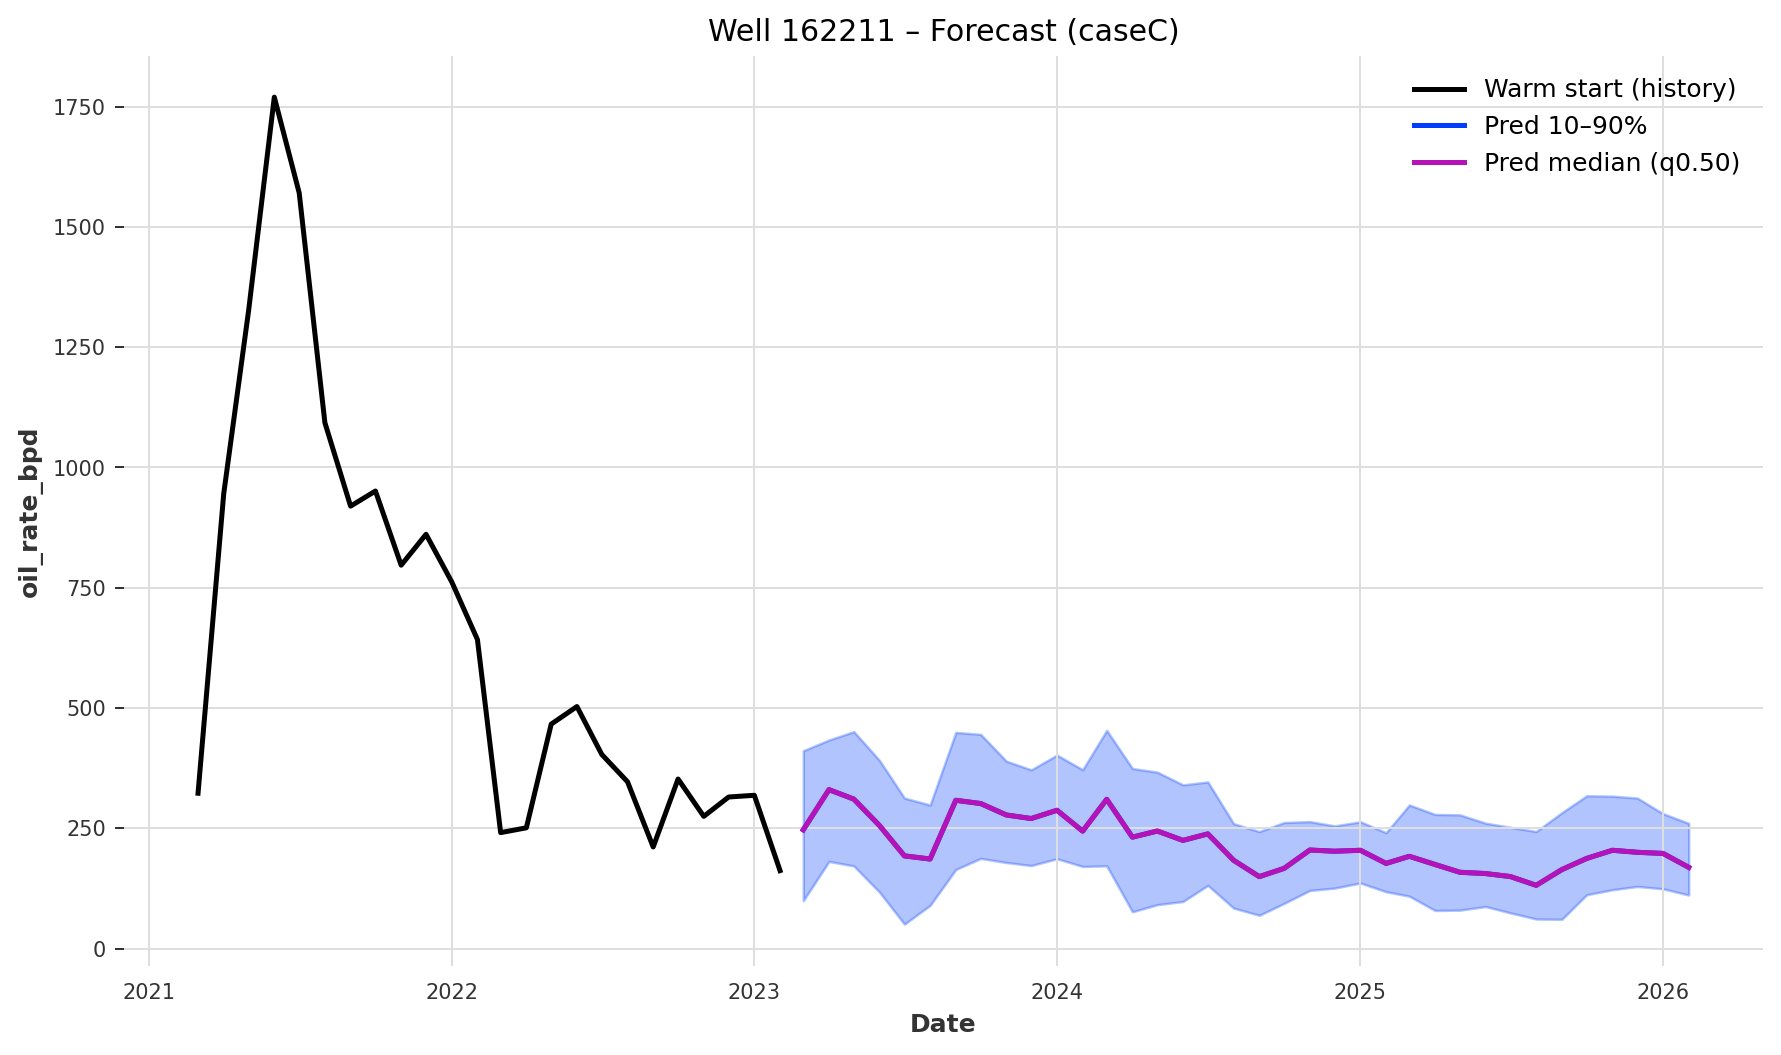 Well 162211 – Forecast (caseC)
Warm start (history)
Pred 10–90%
Pred median (q0.50)
oil_rate_bpd
1750
1500
1250
1000
750
500
250
0
2021
2022
2023
2024
2025
2026
Date